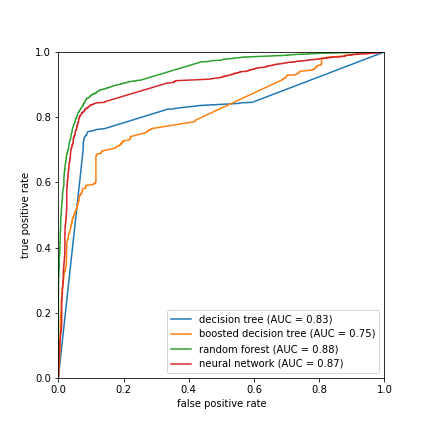 1.0
0.8
0.6
0.4
0.2
0.0
true positive rate
0.0 0.2 0.4 0.6 0.8 1.0
false positive rate
decision tree (AUC = 0.83)
boosted decision tree (AUC = 0.75)
random forest (AUC = 0.88)
neural network (AUC = 0.87)